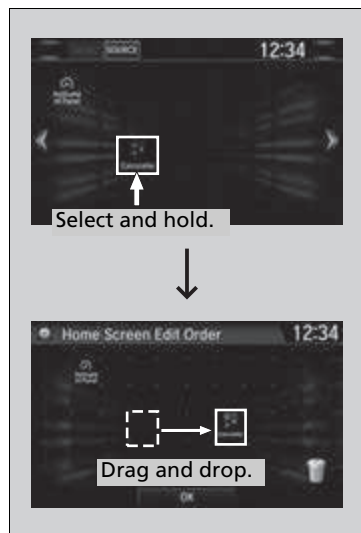 SOURCE
12:34
Select and hold.
Home Screen Edit Order
12:34
Drag and drop.
OK